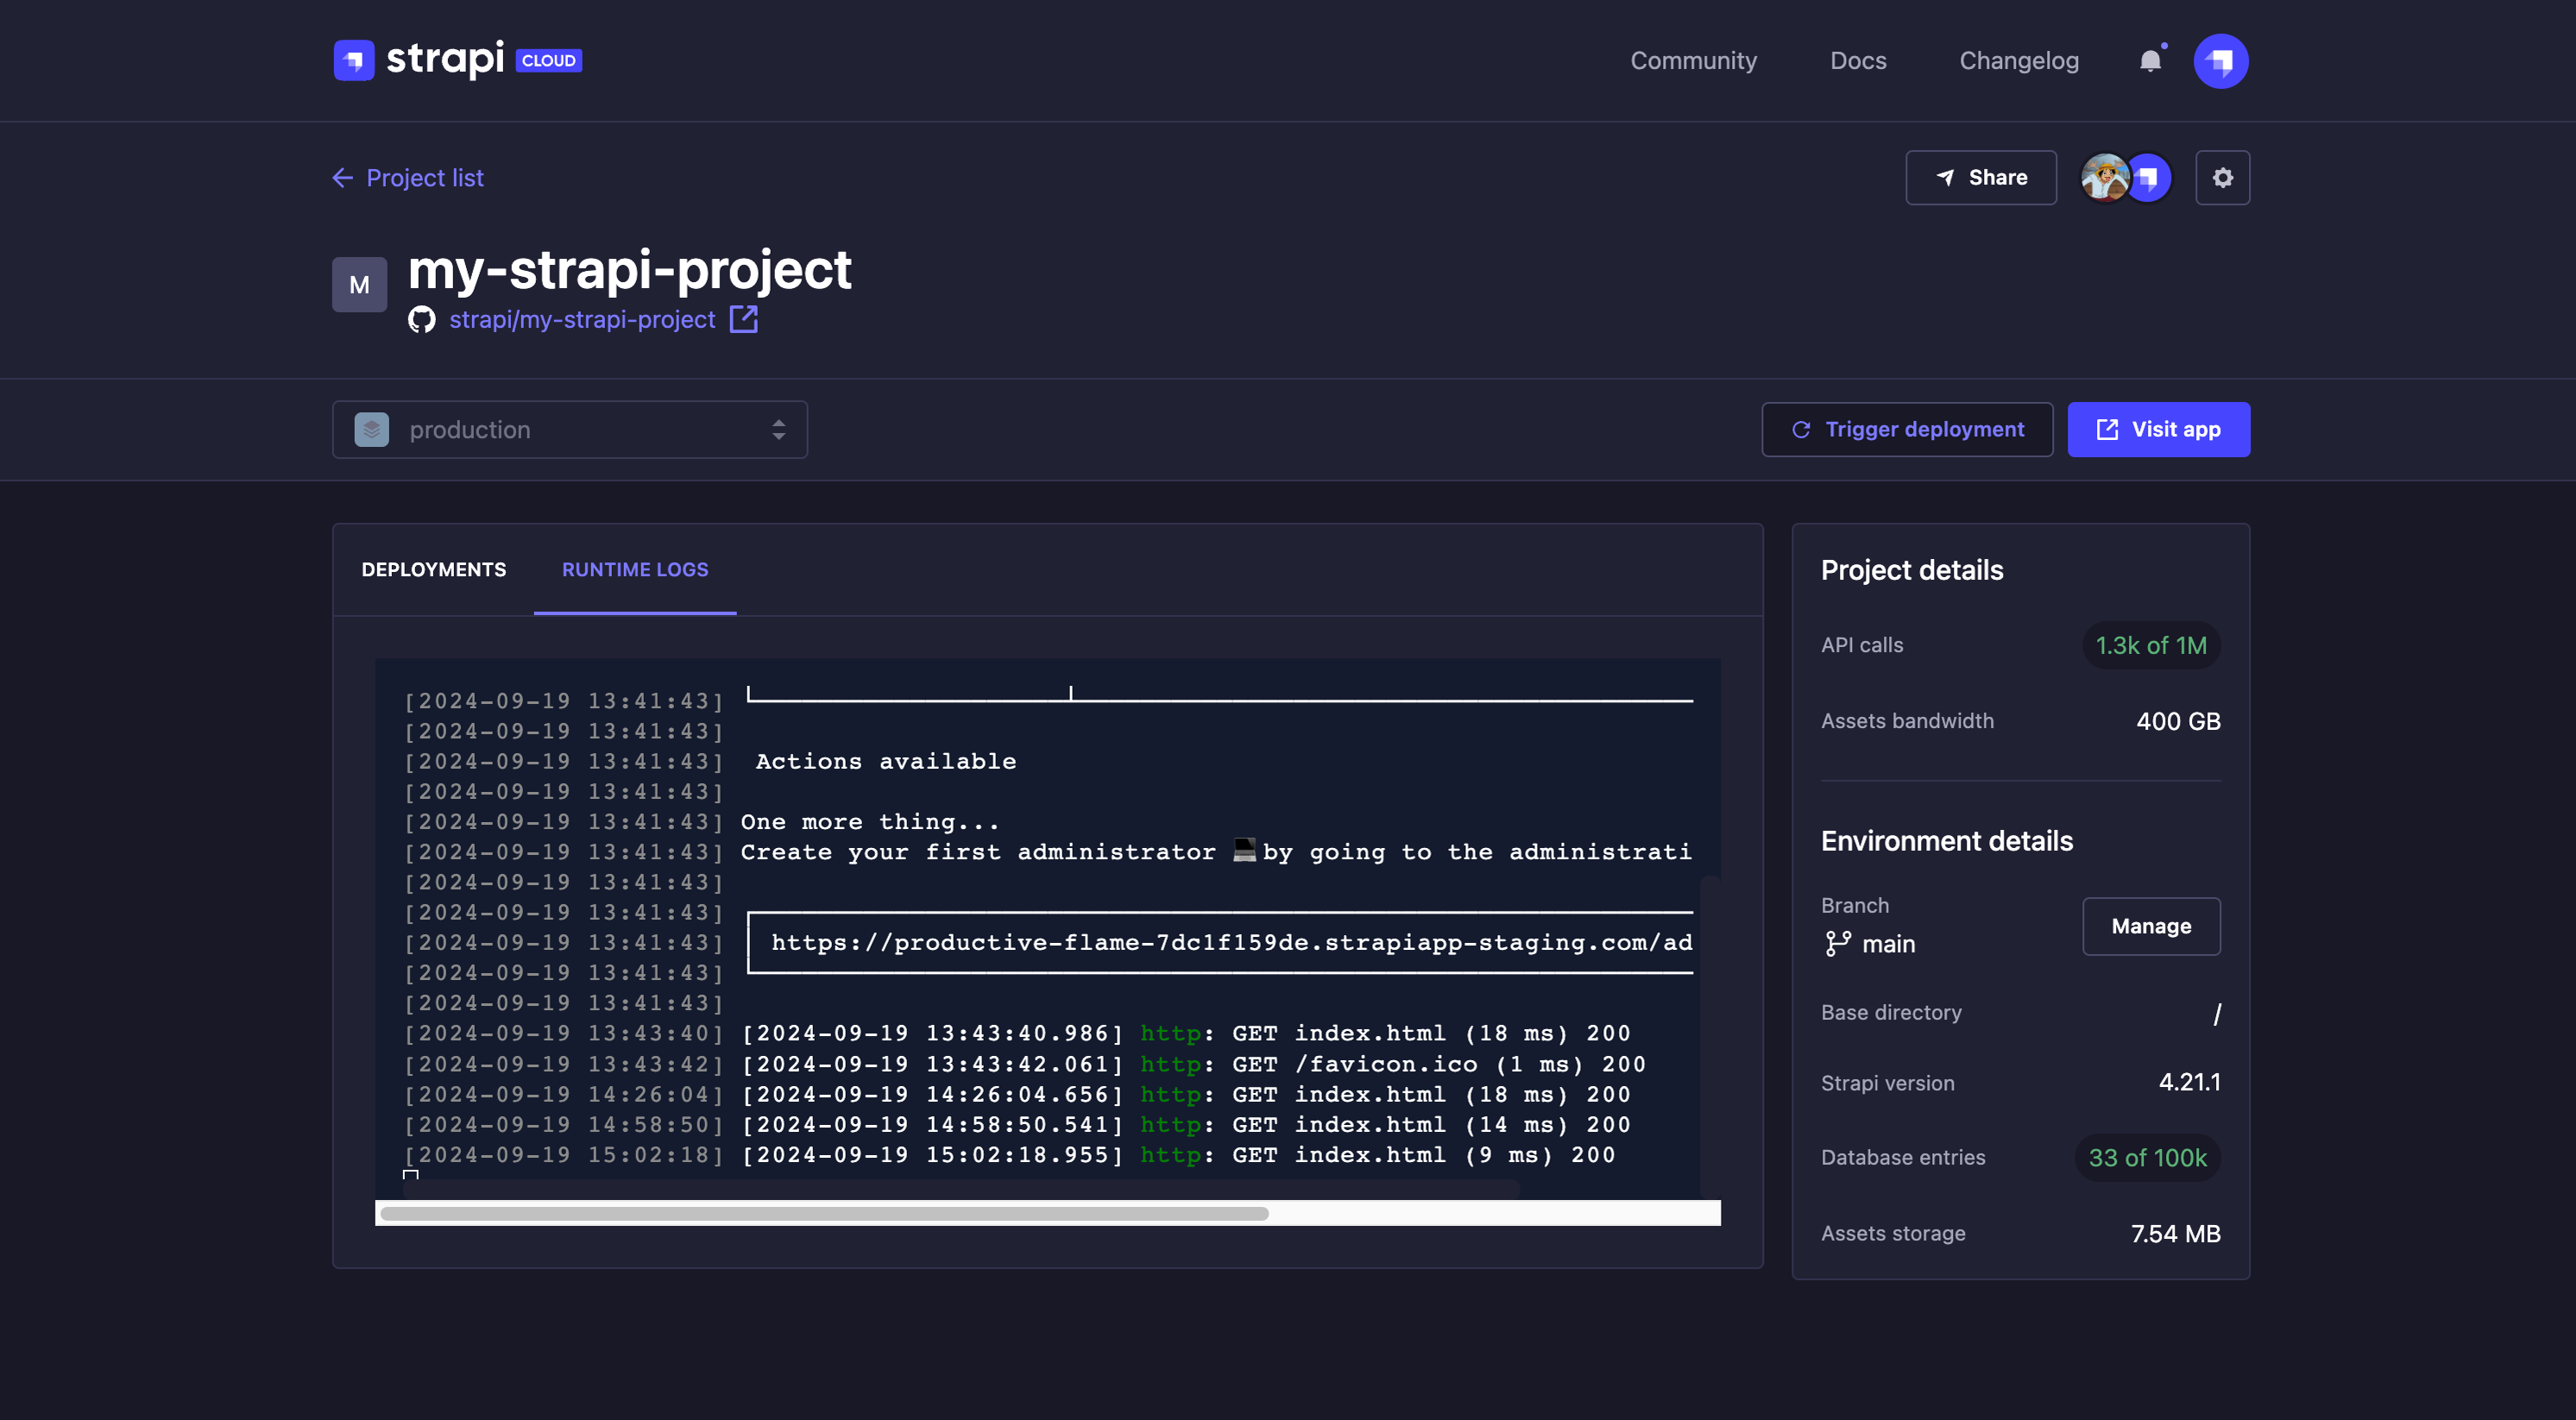 strapi CLOUD
Community
Docs
Changelog
Project list
Share
M
my-strapi-project
strapi/my-strapi-project
production
Trigger deployment
Visit app
DEPLOYMENTS
RUNTIME LOGS
[2024-09-19 13:41:43]
[2024-09-19 13:41:43]
[2024-09-19 13:41:43] Actions available
[2024-09-19 13:41:43]
[2024-09-19 13:41:43] One more thing...
[2024-09-19 13:41:43] Create your first administrator 💻 by going to the administrati
[2024-09-19 13:41:43]
[2024-09-19 13:41:43]
[2024-09-19 13:41:43] https://productive-flame-7dc1f159de.strapiapp-staging.com/ad
[2024-09-19 13:41:43]
[2024-09-19 13:41:43]
[2024-09-19 13:43:40] [2024-09-19 13:43:40.986] http: GET index.html (18 ms) 200
[2024-09-19 13:43:42] [2024-09-19 13:43:42.061] http: GET /favicon.ico (1 ms) 200
[2024-09-19 14:26:04] [2024-09-19 14:26:04.656] http: GET index.html (18 ms) 200
[2024-09-19 14:58:50] [2024-09-19 14:58:50.541] http: GET index.html (14 ms) 200
[2024-09-19 15:02:18] [2024-09-19 15:02:18.955] http: GET index.html (9 ms) 200
Project details
API calls 1.3k of 1M
Assets bandwidth 400 GB
Environment details
Branch
main
Manage
Base directory /
Strapi version 4.21.1
Database entries 33 of 100k
Assets storage 7.54 MB